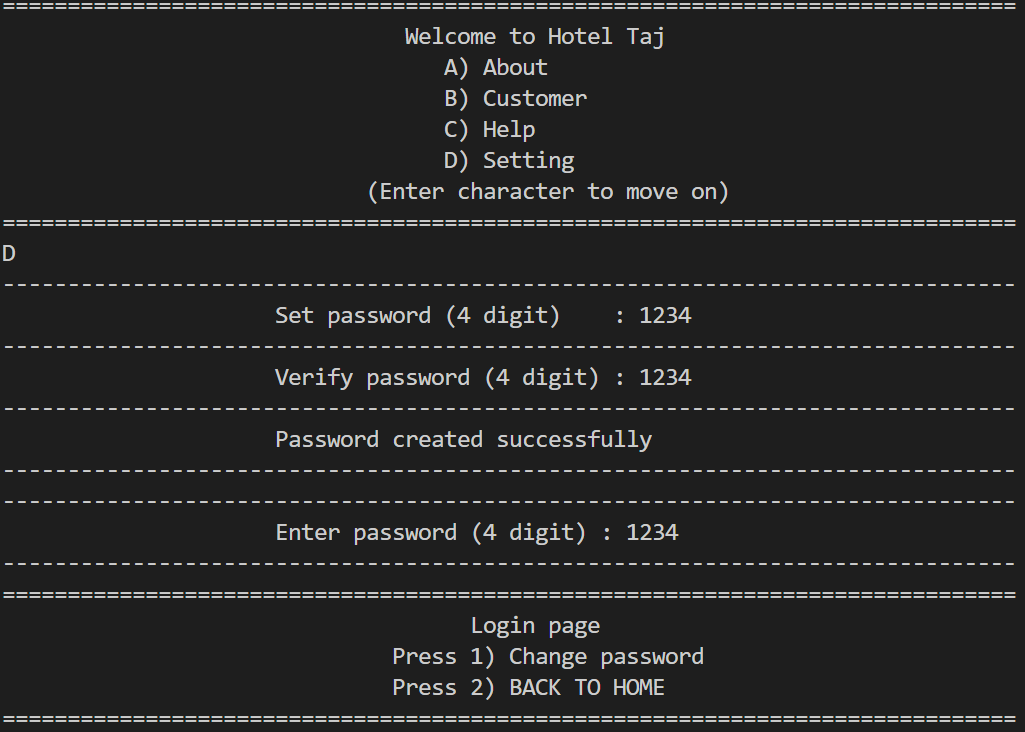 ==============================================================================
Welcome to Hotel Taj
A) About
B) Customer
C) Help
D) Setting
(Enter character to move on)
==============================================================================
D
------------------------------------------------------------------------------
Set password (4 digit)    : 1234
------------------------------------------------------------------------------
Verify password (4 digit) : 1234
------------------------------------------------------------------------------
Password created successfully
------------------------------------------------------------------------------
------------------------------------------------------------------------------
Enter password (4 digit) : 1234
------------------------------------------------------------------------------
==============================================================================
Login page
Press 1) Change password
Press 2) BACK TO HOME
==============================================================================